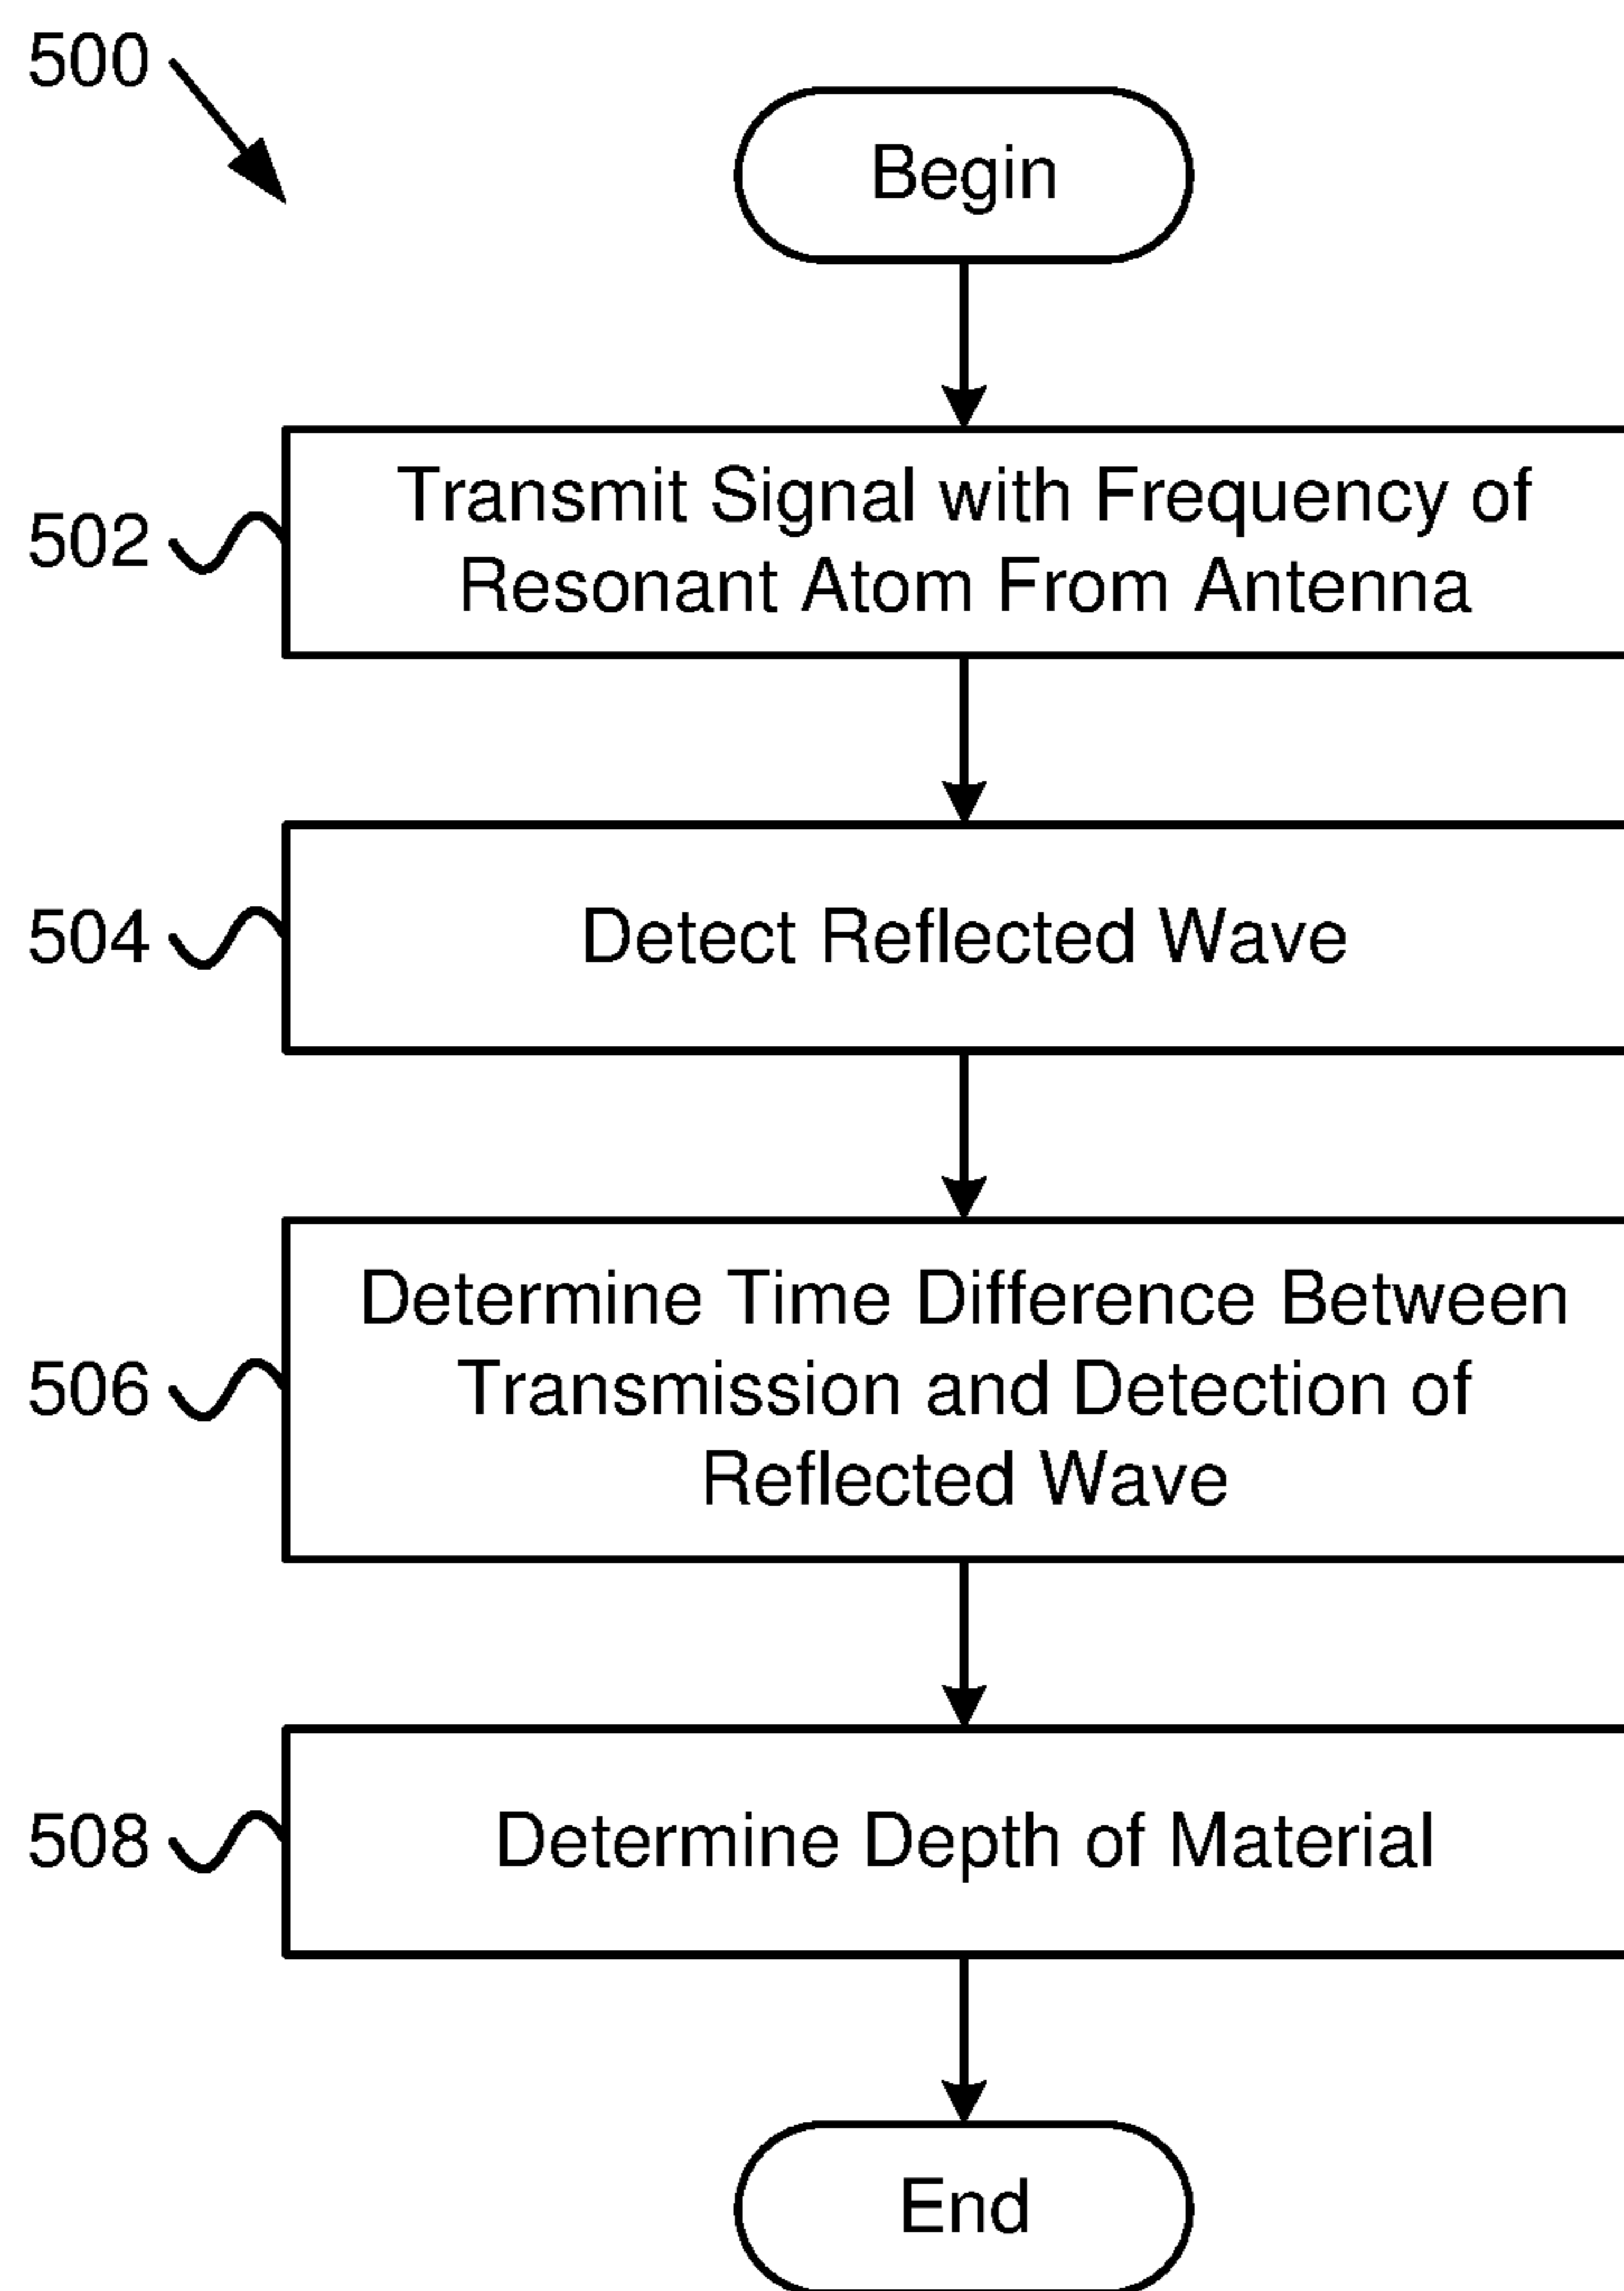 500
Begin
502
Transmit Signal with Frequency of
Resonant Atom From Antenna
504
Detect Reflected Wave
506
Determine Time Difference Between
Transmission and Detection of
Reflected Wave
508
Determine Depth of Material
End